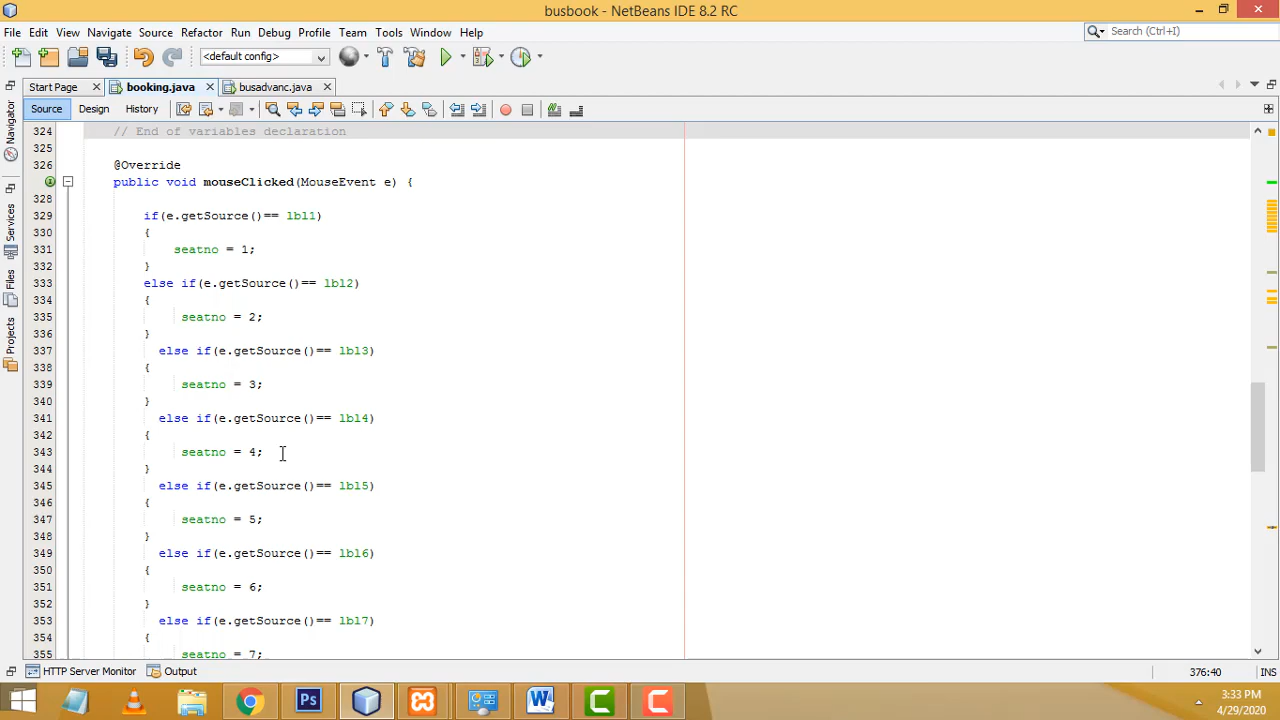 busbook - NetBeans IDE 8.2 RC
File Edit View Navigate Source Refactor Run Debug Profile Team Tools Window Help
Search (Ctrl+I)
<default config>
Start Page booking.java busadvanc.java
Source Design History
Navigator
Services
Files
Projects
324 // End of variables declaration
325
326 @Override
public void mouseClicked(MouseEvent e) {
328
329 if(e.getSource()== lbl1)
330 {
331 seatno = 1;
332 }
333 else if(e.getSource()== lbl2)
334 {
335 seatno = 2;
336 }
337 else if(e.getSource()== lbl3)
338 {
339 seatno = 3;
340 }
341 else if(e.getSource()== lbl4)
342 {
343 seatno = 4;
344 }
345 else if(e.getSource()== lbl5)
346 {
347 seatno = 5;
348 }
349 else if(e.getSource()== lbl6)
350 {
351 seatno = 6;
352 }
353 else if(e.getSource()== lbl7)
354 {
355 seatno = 7;
HTTP Server Monitor Output
376:40 INS
Ps
W
C
C
3:33 PM
4/29/2020